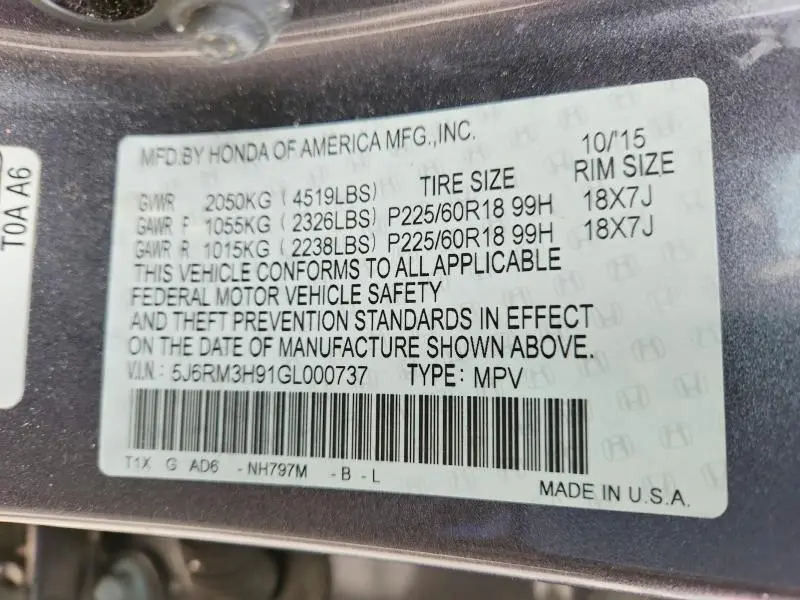 T0A A6
MFD.BY HONDA OF AMERICA MFG.,INC. 10/'15
TIRE SIZE RIM SIZE
GVWR 2050KG (4519LBS)
GAWR F 1055KG (2326LBS) P225/60R18 99H 18X7J
GAWR R 1015KG (2238LBS) P225/60R18 99H 18X7J
THIS VEHICLE CONFORMS TO ALL APPLICABLE
FEDERAL MOTOR VEHICLE SAFETY
AND THEFT PREVENTION STANDARDS IN EFFECT
ON THE DATE OF MANUFACTURE SHOWN ABOVE.
V.I.N.: 5J6RM3H91GL000737 TYPE: MPV
T1X G AD6 -NH797M -B-L
MADE IN U.S.A.